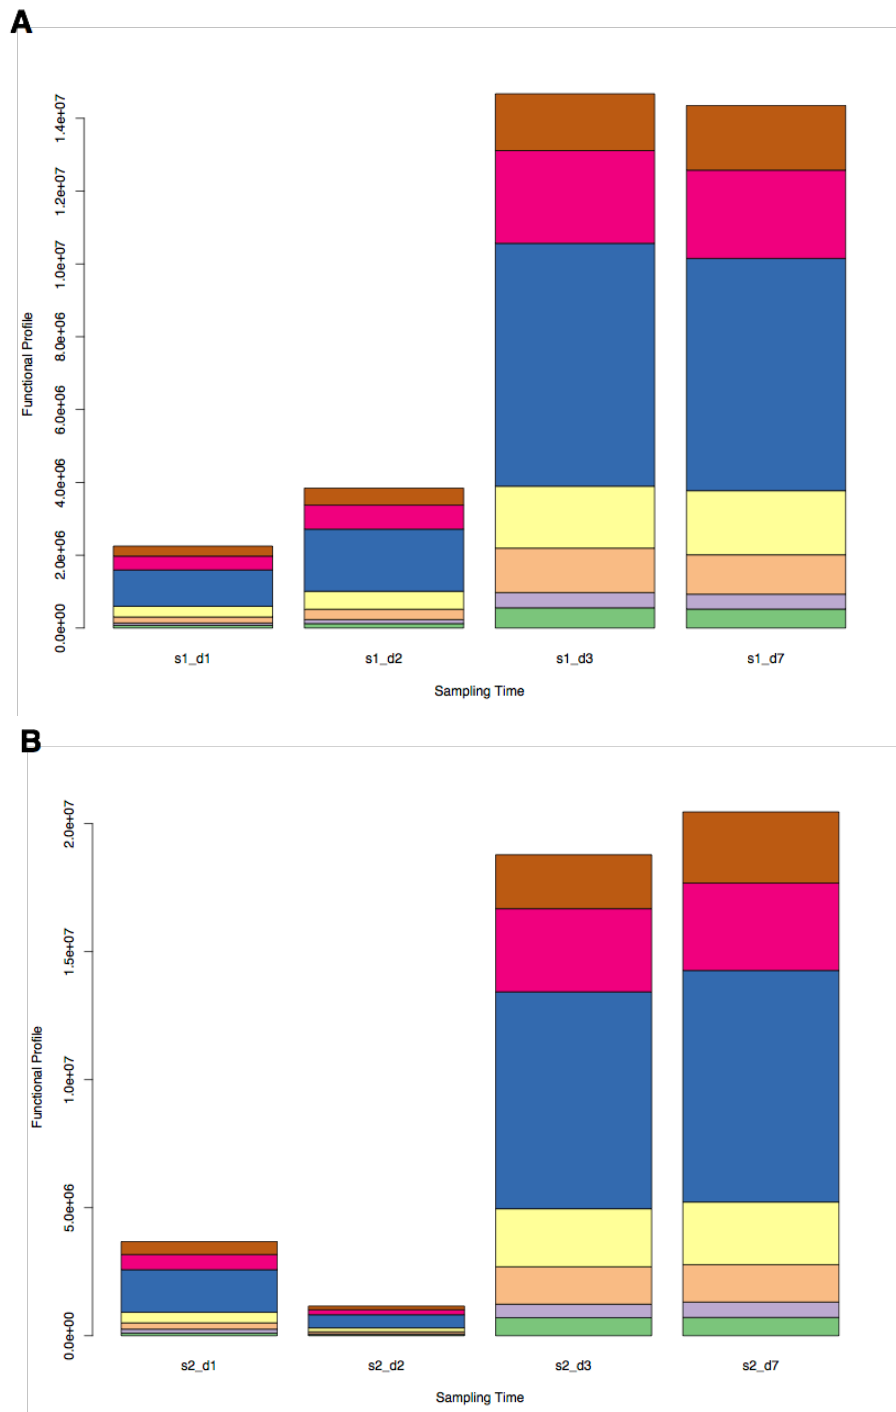 A
1.4e+07
1.2e+07
1.0e+07
8.0e+06
6.0e+06
4.0e+06
2.0e+06
0.0e+00
Functional Profile
s1_d1 s1_d2 s1_d3 s1_d7
Sampling Time
B
2.0e+07
1.5e+07
1.0e+07
5.0e+06
0.0e+00
Functional Profile
s2_d1 s2_d2 s2_d3 s2_d7
Sampling Time